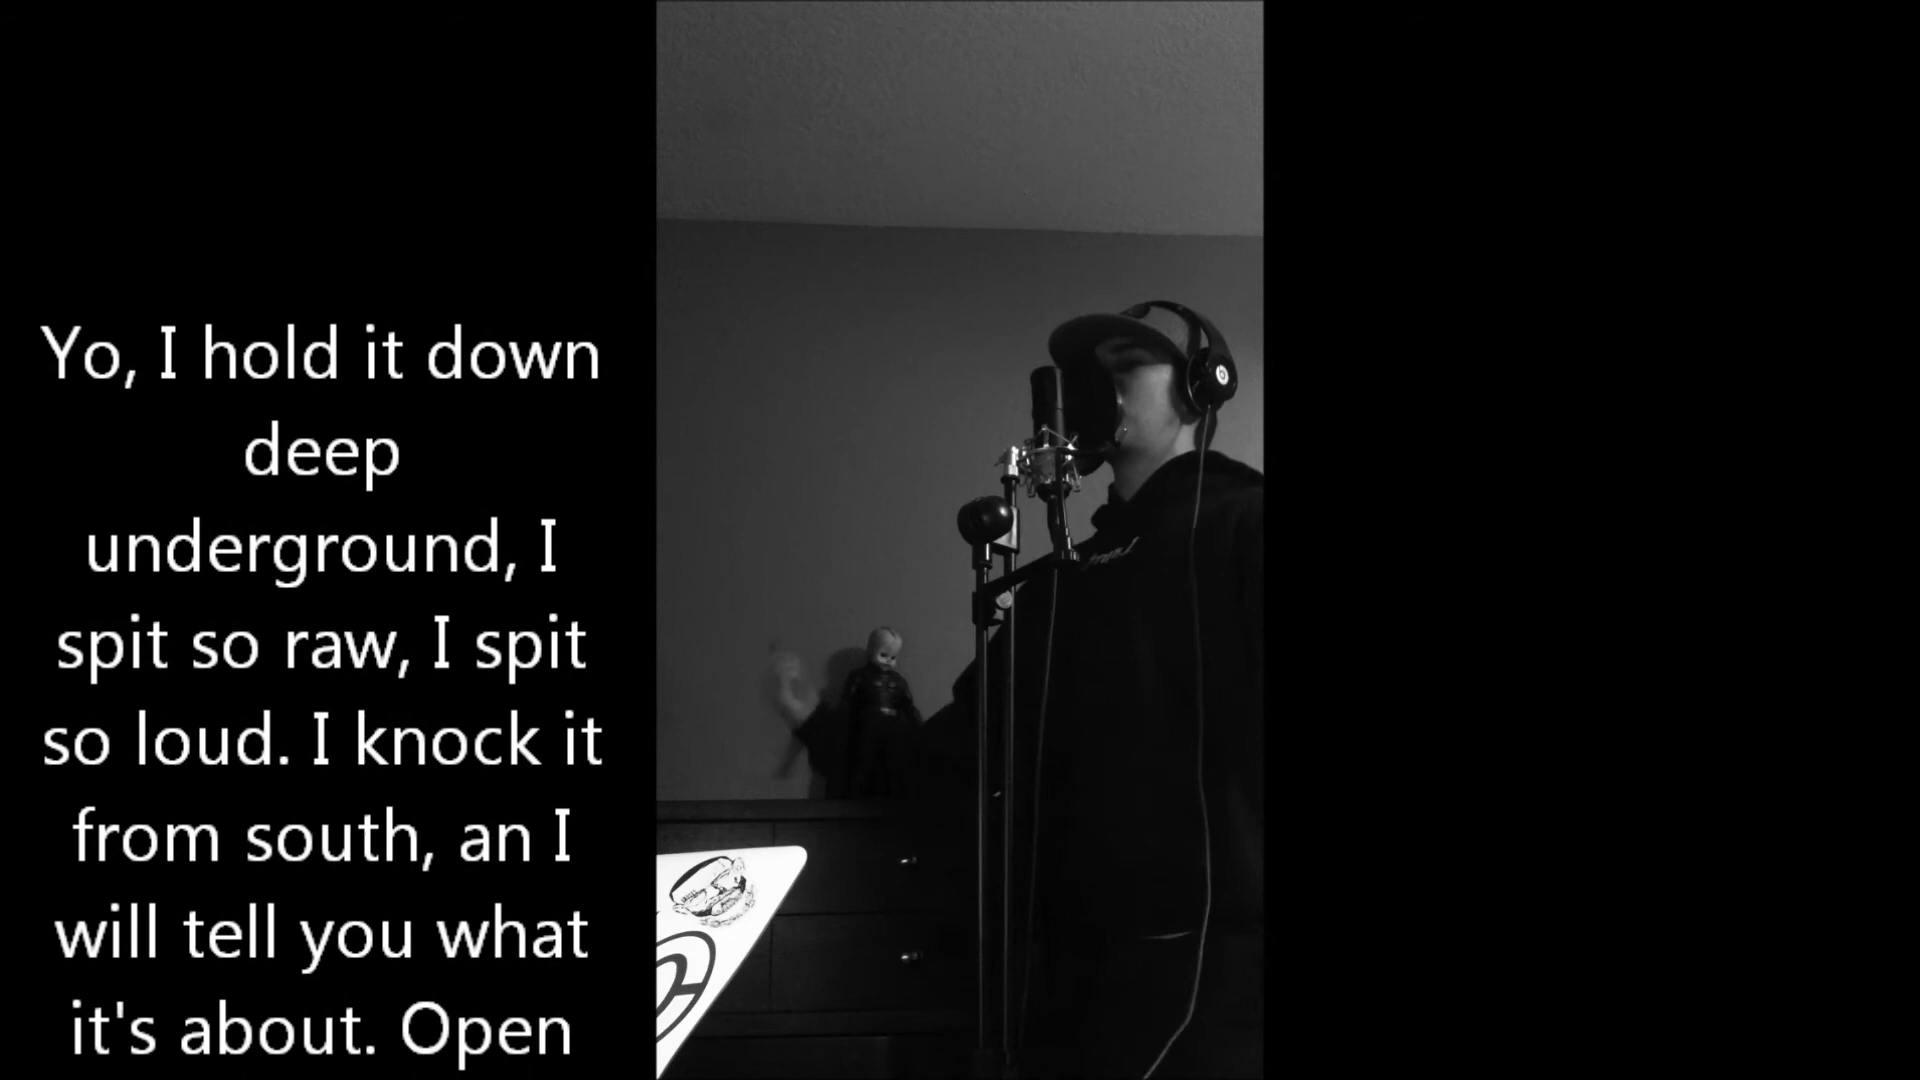 Yo, I hold it down
deep
underground, I
spit so raw, I spit
so loud. I knock it
from south, an I
will tell you what
it's about. Open